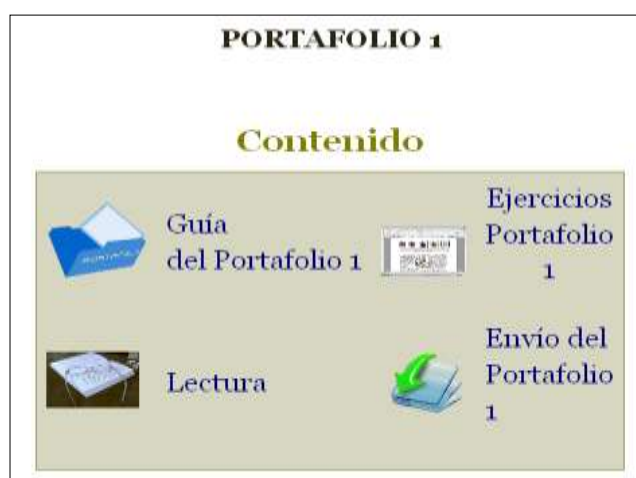 PORTAFOLIO 1
Contenido
Guía
del Portafolio 1
Ejercicios
Portafolio
1
Lectura
Envío del
Portafolio
1